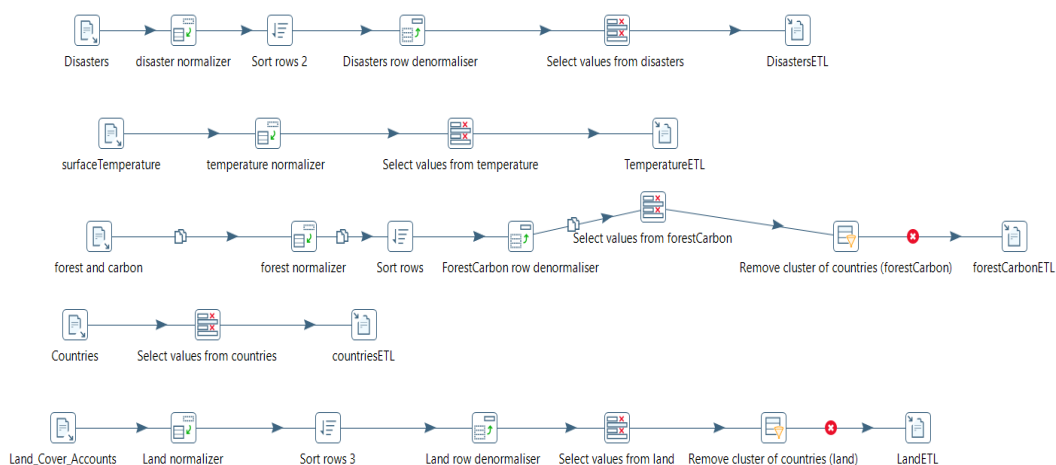 Disasters
disaster normalizer
Sort rows 2
Disasters row denormaliser
Select values from disasters
DisastersETL
surfaceTemperature
temperature normalizer
Select values from temperature
TemperatureETL
Select values from forestCarbon
forest and carbon
forest normalizer
Sort rows
ForestCarbon row denormaliser
Remove cluster of countries (forestCarbon)
forestCarbonETL
Countries
Select values from countries
countriesETL
Land_Cover_Accounts
Land normalizer
Sort rows 3
Land row denormaliser
Select values from land
Remove cluster of countries (land)
LandETL